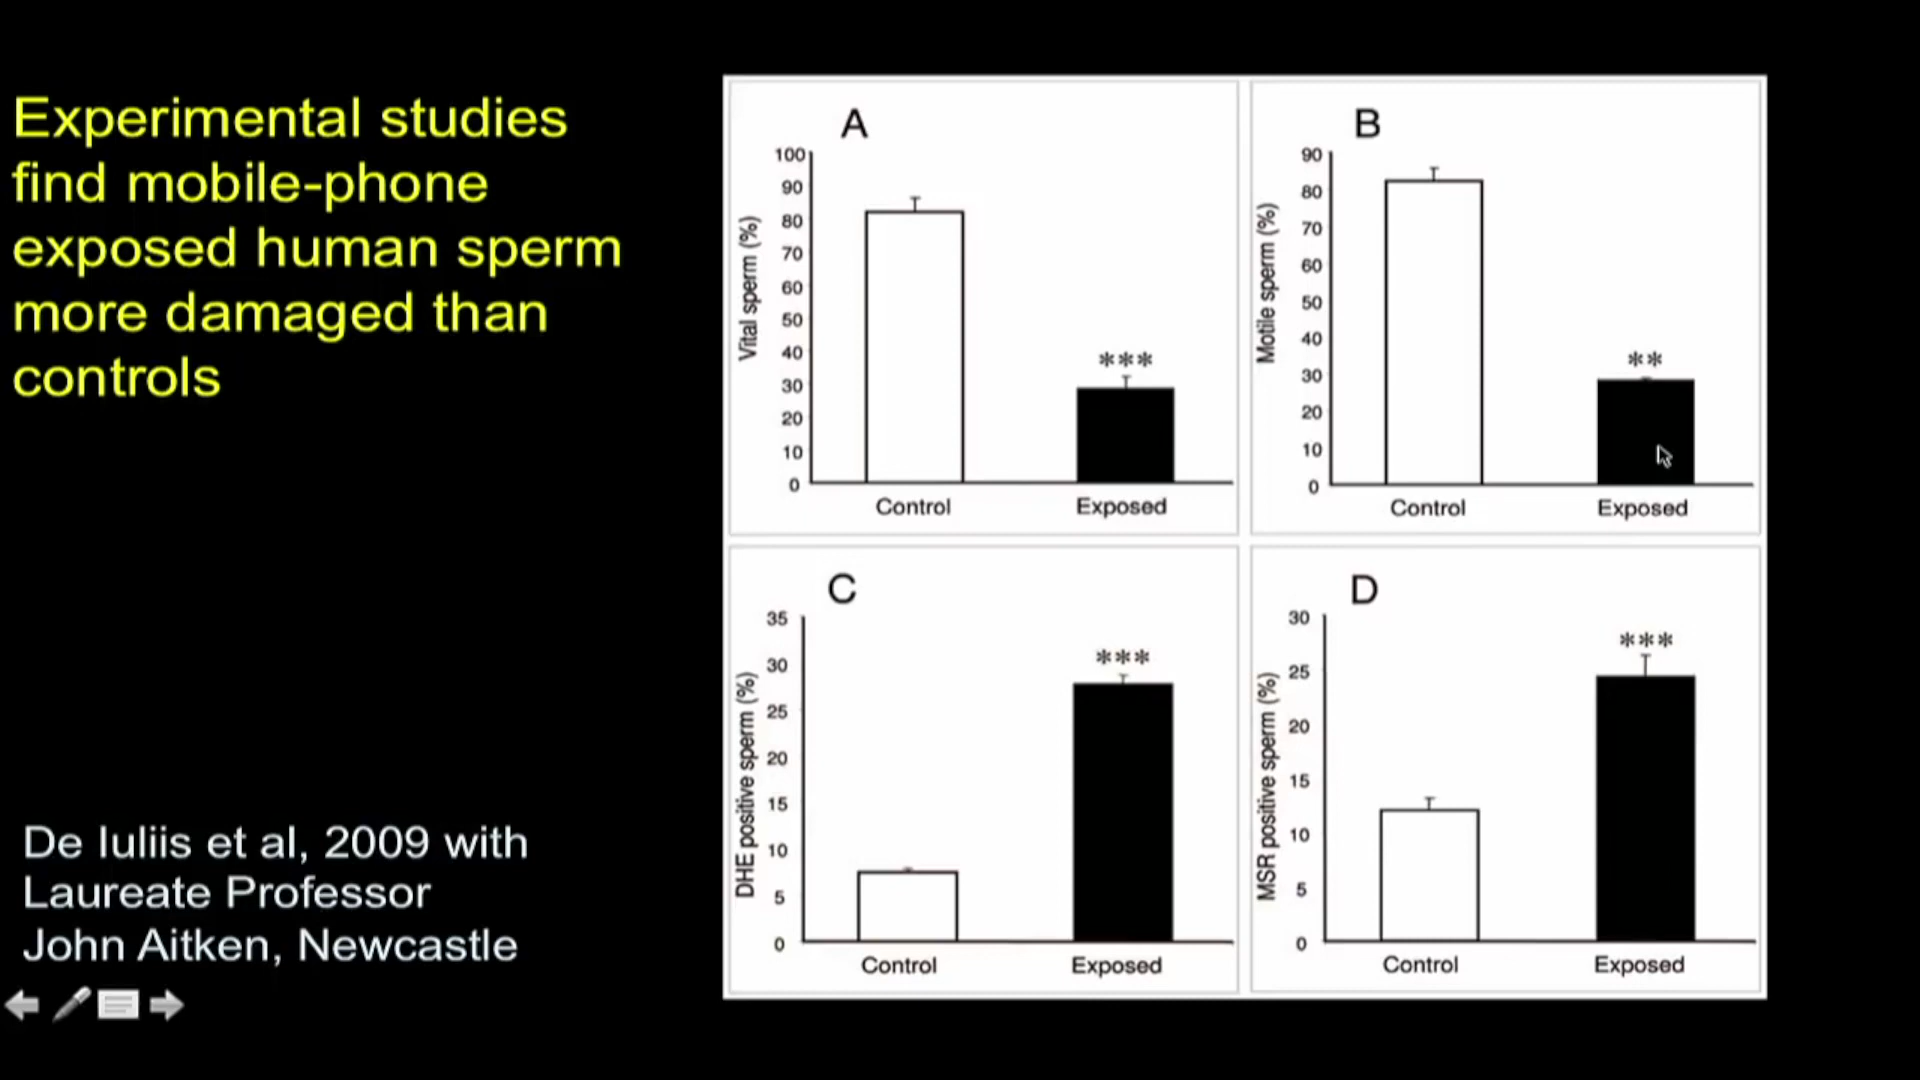 Experimental studies
find mobile-phone
exposed human sperm
more damaged than
controls
De Iuliis et al, 2009 with
Laureate Professor
John Aitken, Newcastle
A
Vital sperm (%)
100
90
80
70
60
50
40
30
20
10
0
***
Control
Exposed
B
Motile sperm (%)
90
80
70
60
50
40
30
20
10
0
**
Control
Exposed
C
DHE positive sperm (%)
35
30
25
20
15
10
5
0
***
Control
Exposed
D
MSR positive sperm (%)
30
25
20
15
10
5
0
***
Control
Exposed